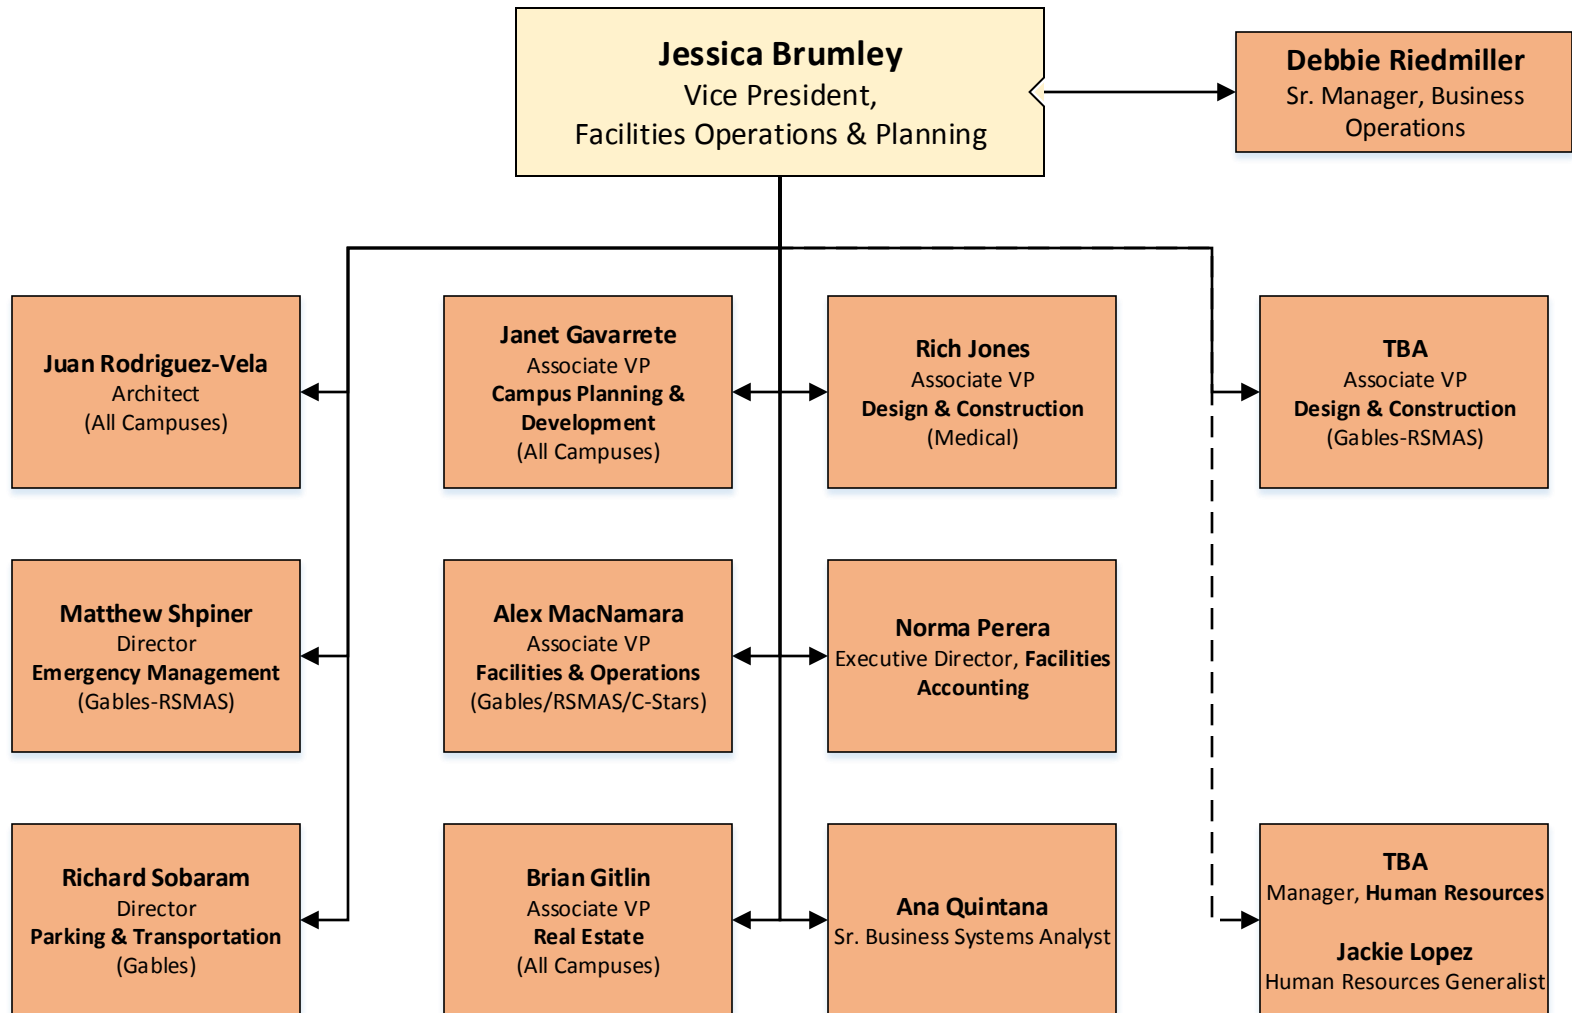 Jessica Brumley
Vice President,
Facilities Operations & Planning
Debbie Riedmiller
Sr. Manager, Business
Operations
Juan Rodriguez-Vela
Architect
(All Campuses)
Janet Gavarrete
Associate VP
Campus Planning &
Development
(All Campuses)
Rich Jones
Associate VP
Design & Construction
(Medical)
TBA
Associate VP
Design & Construction
(Gables-RSMAS)
Matthew Shpiner
Director
Emergency Management
(Gables-RSMAS)
Alex MacNamara
Associate VP
Facilities & Operations
(Gables/RSMAS/C-Stars)
Norma Perera
Executive Director, Facilities
Accounting
Richard Sobaram
Director
Parking & Transportation
(Gables)
Brian Gitlin
Associate VP
Real Estate
(All Campuses)
Ana Quintana
Sr. Business Systems Analyst
TBA
Manager, Human Resources
Jackie Lopez
Human Resources Generalist